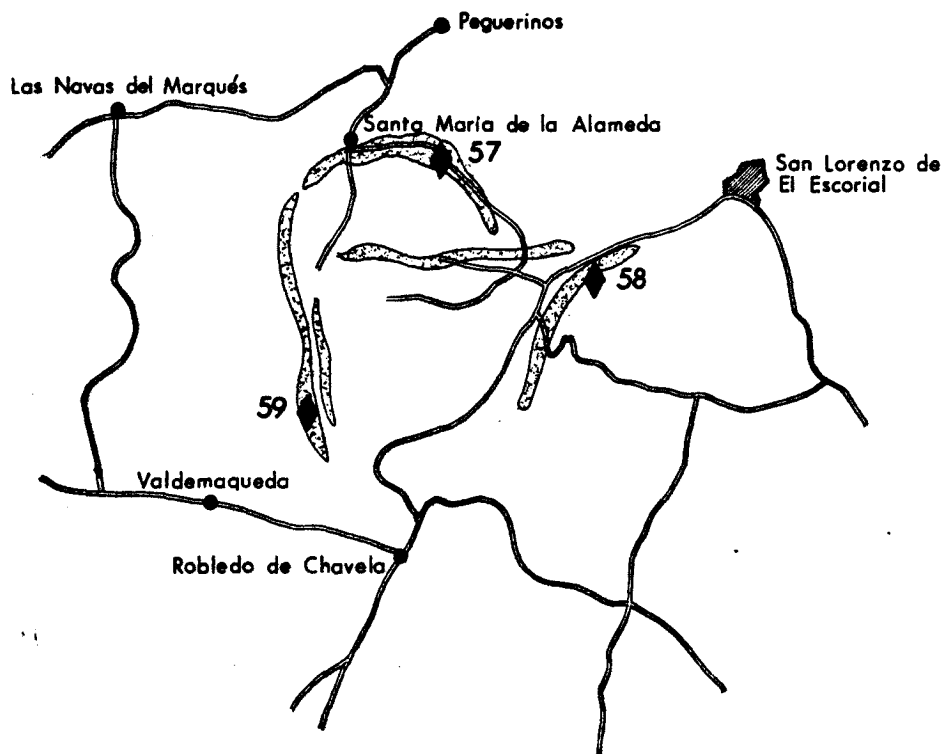 Peguerinos
Las Navas del Marqués
Santa María de la Alameda
57
San Lorenzo de
El Escorial
58
59
Valdemaqueda
Robledo de Chavela